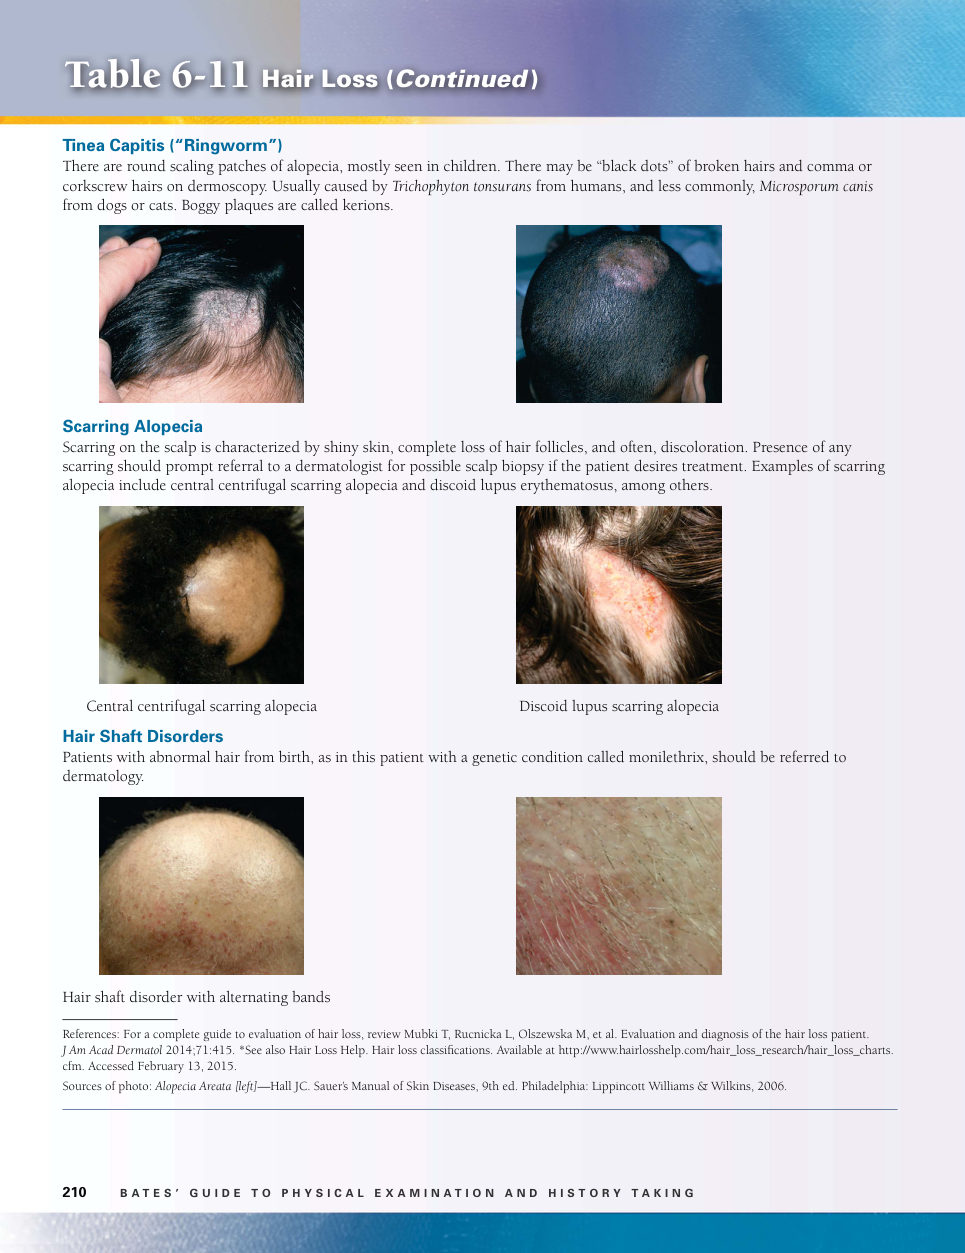 Table 6-11 Hair Loss (Continued)
Tinea Capitis (“Ringworm”)
There are round scaling patches of alopecia, mostly seen in children. There may be “black dots” of broken hairs and comma or
corkscrew hairs on dermoscopy. Usually caused by Trichophyton tonsurans from humans, and less commonly, Microsporum canis
from dogs or cats. Boggy plaques are called kerions.
Scarring Alopecia
Scarring on the scalp is characterized by shiny skin, complete loss of hair follicles, and often, discoloration. Presence of any
scarring should prompt referral to a dermatologist for possible scalp biopsy if the patient desires treatment. Examples of scarring
alopecia include central centrifugal scarring alopecia and discoid lupus erythematosus, among others.
Central centrifugal scarring alopecia
Discoid lupus scarring alopecia
Hair Shaft Disorders
Patients with abnormal hair from birth, as in this patient with a genetic condition called monilethrix, should be referred to
dermatology.
Hair shaft disorder with alternating bands
References: For a complete guide to evaluation of hair loss, review Mubki T, Rucnicka L, Olszewska M, et al. Evaluation and diagnosis of the hair loss patient.
J Am Acad Dermatol 2014;71:415. *See also Hair Loss Help. Hair loss classifications. Available at http://www.hairlosshelp.com/hair_loss_research/hair_loss_charts.
cfm. Accessed February 13, 2015.
Sources of photo: Alopecia Areata [left]—Hall JC. Sauer’s Manual of Skin Diseases, 9th ed. Philadelphia: Lippincott Williams & Wilkins, 2006.
210 BATES’ GUIDE TO PHYSICAL EXAMINATION AND HISTORY TAKING